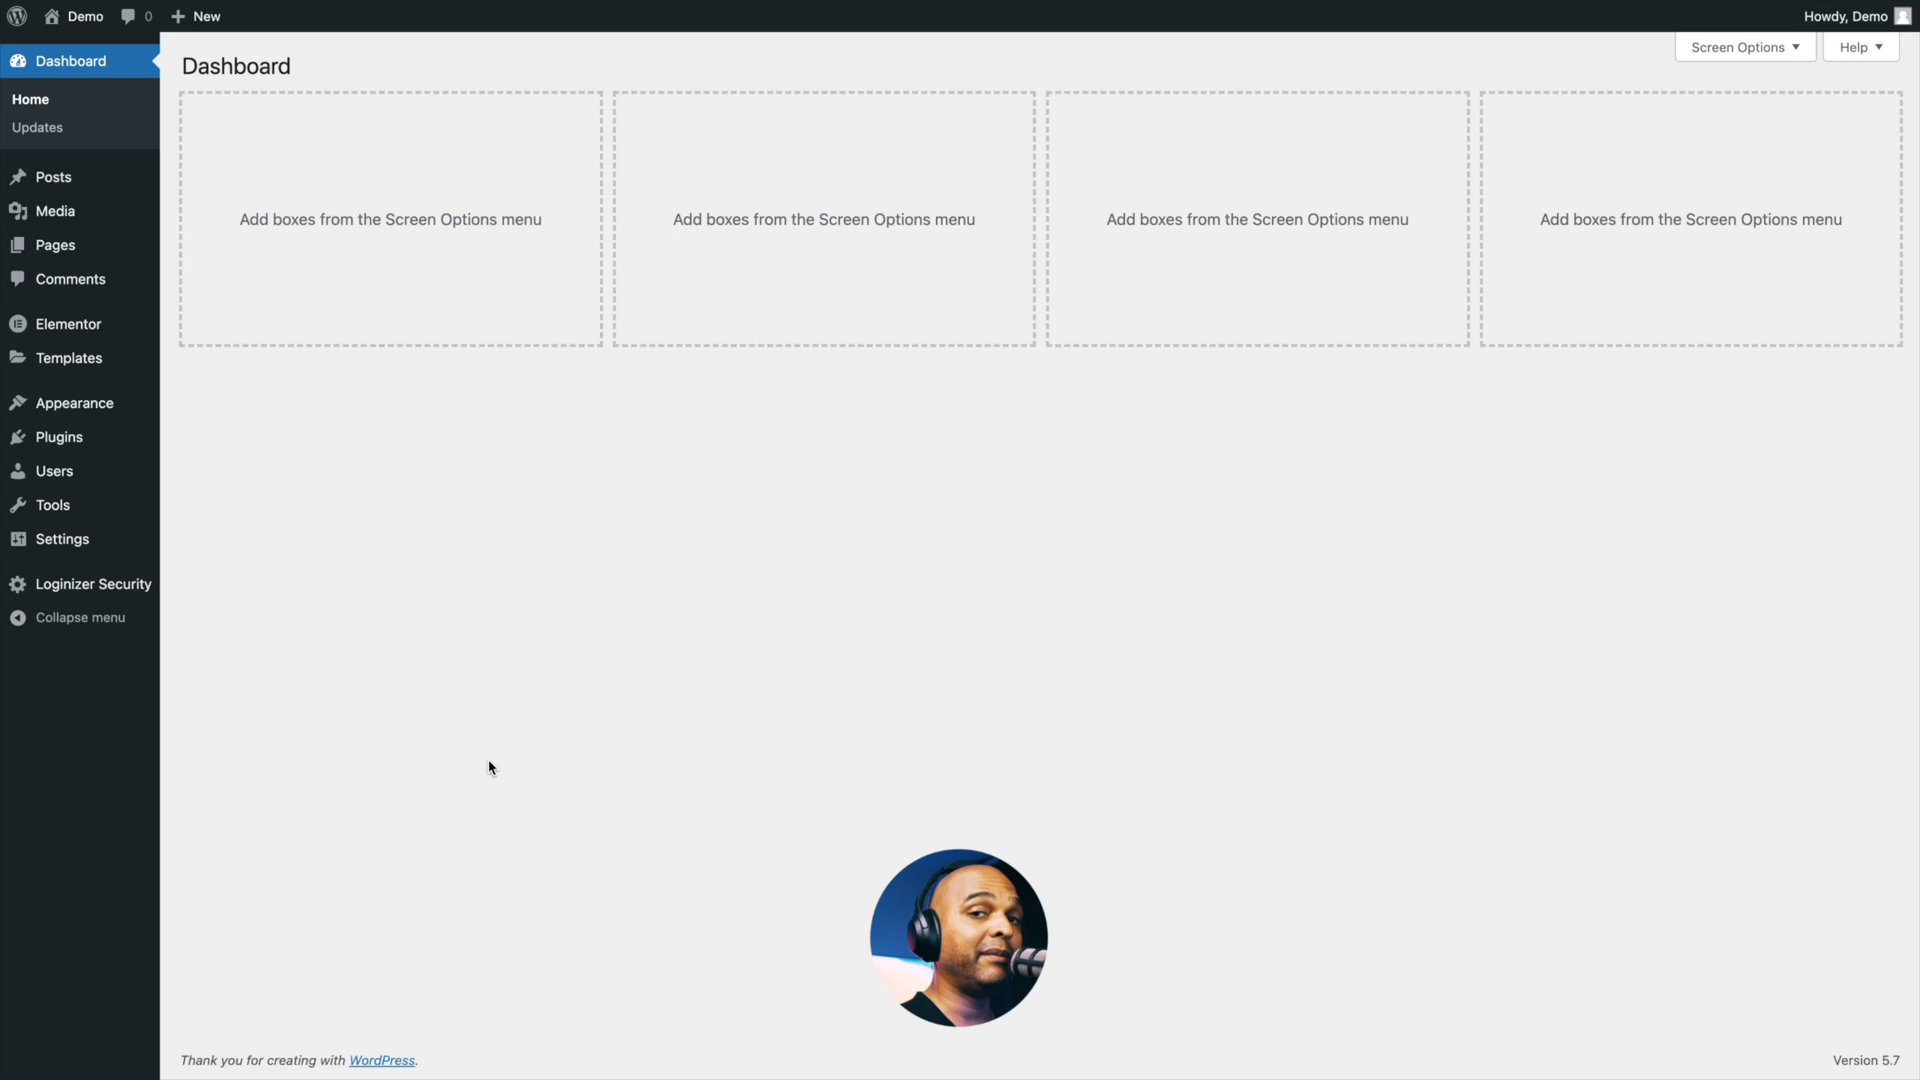 Demo
0
New
Howdy, Demo
Dashboard
Home
Updates
Posts
Media
Pages
Comments
Elementor
Templates
Appearance
Plugins
Users
Tools
Settings
Loginizer Security
Collapse menu
Screen Options
Help
Dashboard
Add boxes from the Screen Options menu
Add boxes from the Screen Options menu
Add boxes from the Screen Options menu
Add boxes from the Screen Options menu
Thank you for creating with WordPress.
Version 5.7